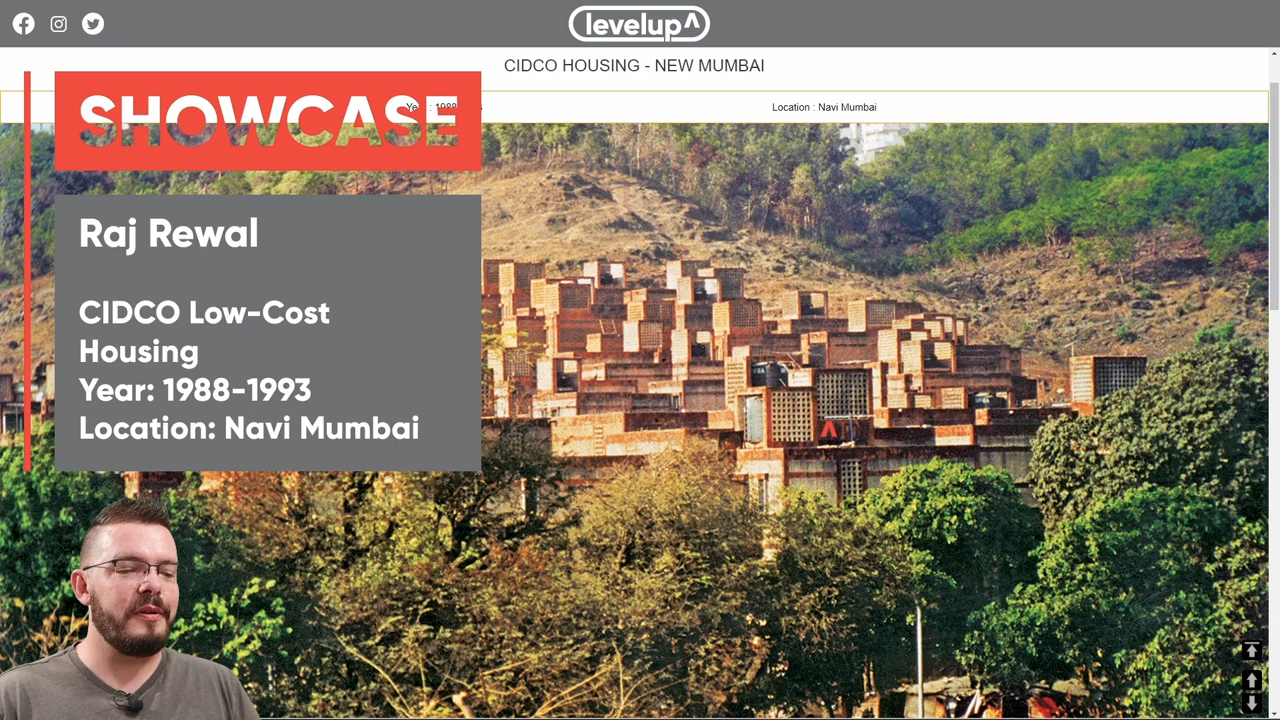 levelup
CIDCO HOUSING - NEW MUMBAI
Location : Navi Mumbai
SHOWCASE
Raj Rewal
CIDCO Low-Cost
Housing
Year: 1988-1993
Location: Navi Mumbai